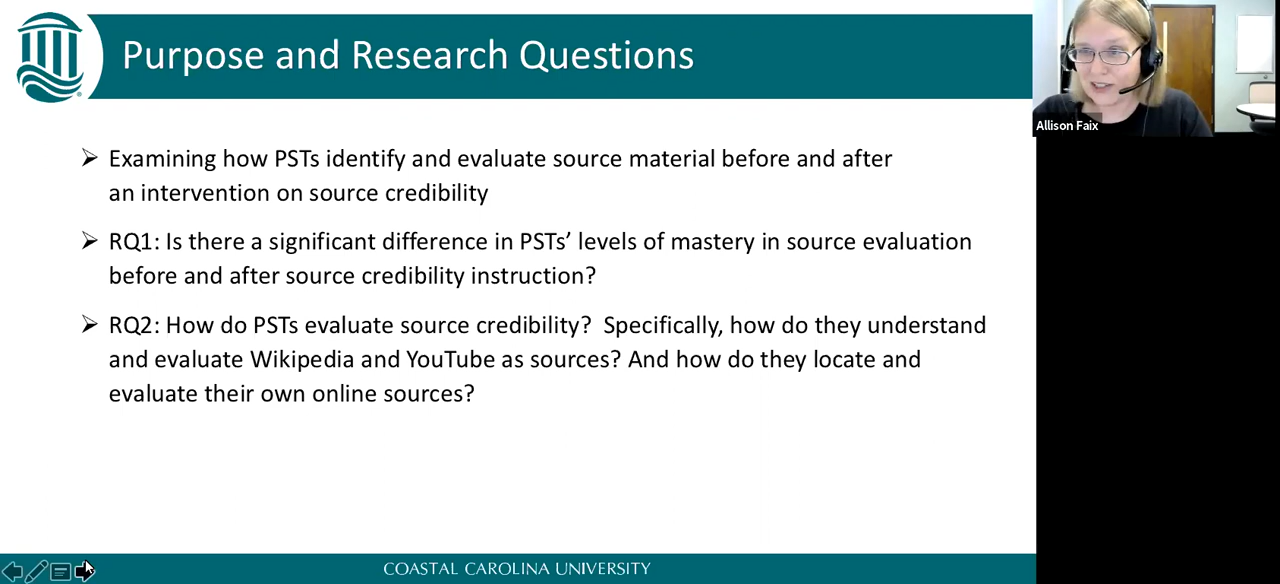 Purpose and Research Questions
Allison Faix
Examining how PSTs identify and evaluate source material before and after
an intervention on source credibility
RQ1: Is there a significant difference in PSTs’ levels of mastery in source evaluation
before and after source credibility instruction?
RQ2: How do PSTs evaluate source credibility?  Specifically, how do they understand
and evaluate Wikipedia and YouTube as sources? And how do they locate and
evaluate their own online sources?
COASTAL CAROLINA UNIVERSITY